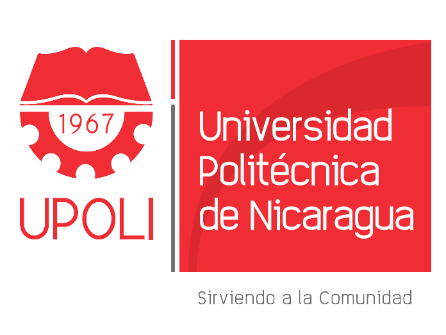 1967
UPOLI
Universidad
Politécnica
de Nicaragua
Sirviendo a la Comunidad